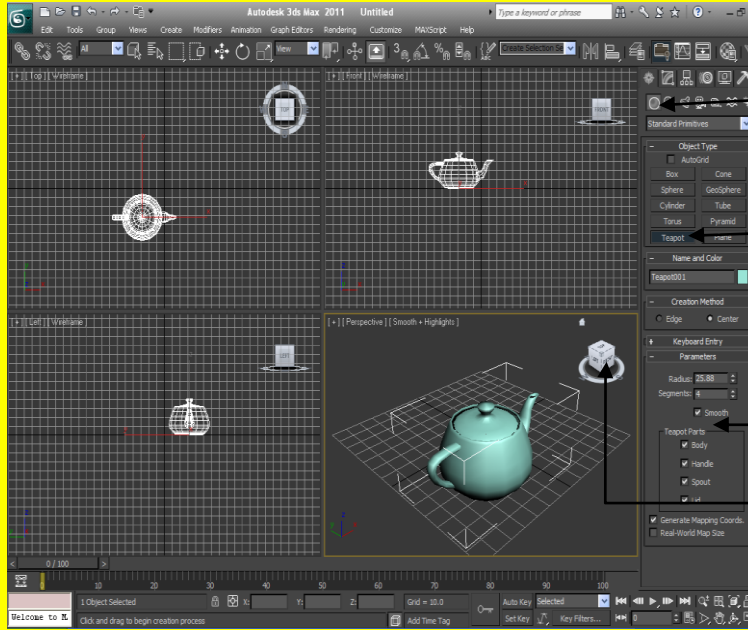 Autodesk 3ds Max 2011 Untitled
Type a keyword or phrase
Edit Tools Group Views Create Modifiers Animation Graph Editors Rendering Customize MAXScript Help
All
View
Create Selection Se
[ + ] [ Top ] [ Wireframe ]
TOP
[ + ] [ Front ] [ Wireframe ]
FRONT
Standard Primitives
Object Type
AutoGrid
Box Cone
Sphere GeoSphere
Cylinder Tube
Torus Pyramid
Teapot Plane
Name and Color
Teapot001
Creation Method
Edge Center
[ + ] [ Left ] [ Wireframe ]
LEFT
[ + ] [ Perspective ] [ Smooth + Highlights ]
Keyboard Entry
Parameters
Radius: 25.88
Segments: 4
Smooth
Teapot Parts
Body
Handle
Spout
Lid
Generate Mapping Coords.
Real-World Map Size
< 0 / 100 >
0 10 20 30 40 50 60 70 80 90 100
1 Object Selected X: Y: Z: Grid = 10.0 Auto Key Selected
Welcome to M. Click and drag to begin creation process Add Time Tag Set Key Key Filters... 0